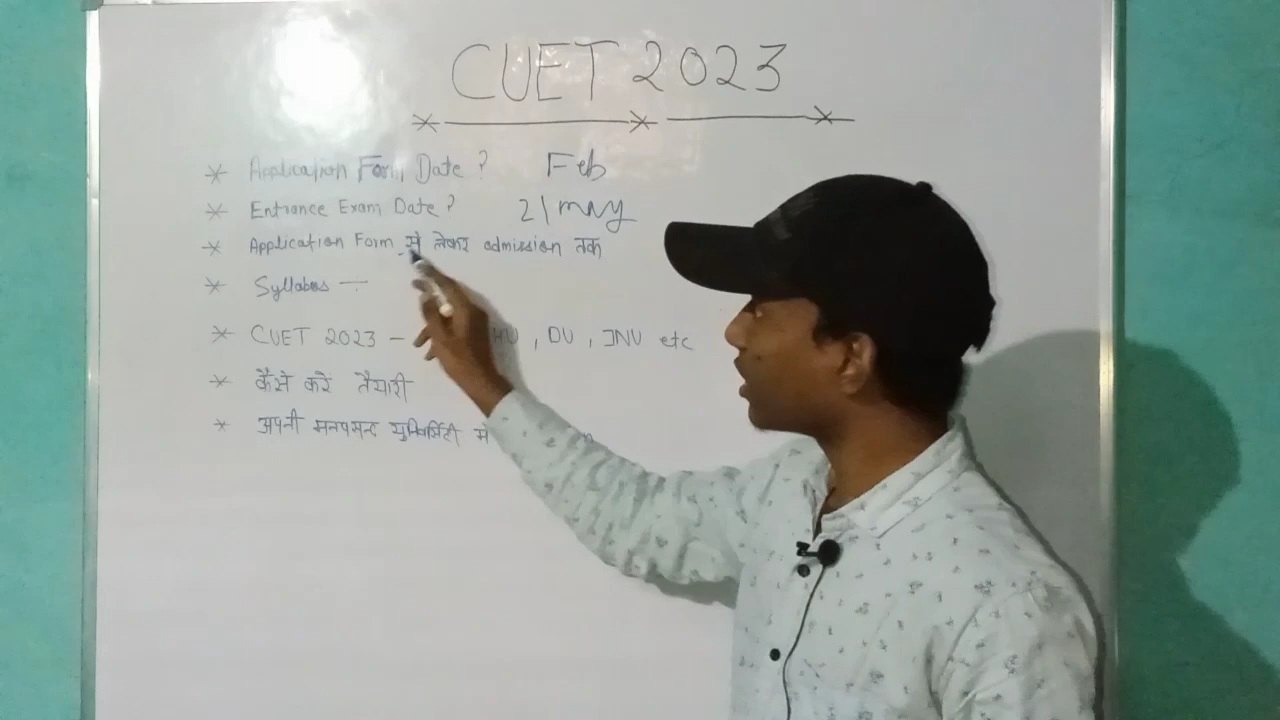 CUET 2023
* Application Form Date? Feb
* Entrance Exam Date? 21 may
* Application Form से लेकर admission तक
* Syllabus —
* CUET 2023 - HU, DU, JNU etc
* कैसे करें तैयारी
* अपनी मनपसन्द युनिवर्सिटी में